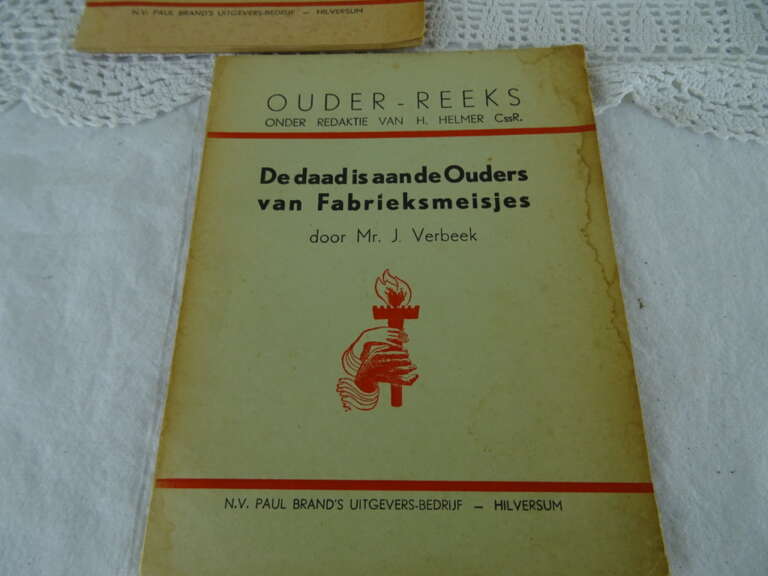 N.V. PAUL BRAND'S UITGEVERS-BEDRIJF — HILVERSUM
OUDER-REEKS
ONDER REDAKTIE VAN H. HELMER CssR.
De daad is aan de Ouders
van Fabrieksmeisjes
door Mr. J. Verbeek
N.V. PAUL BRAND'S UITGEVERS-BEDRIJF — HILVERSUM